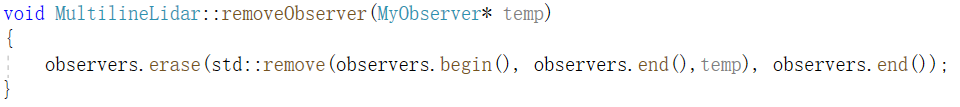 void MultilineLidar::removeObserver(MyObserver* temp)
{
    observers.erase(std::remove(observers.begin(), observers.end(),temp), observers.end());
}